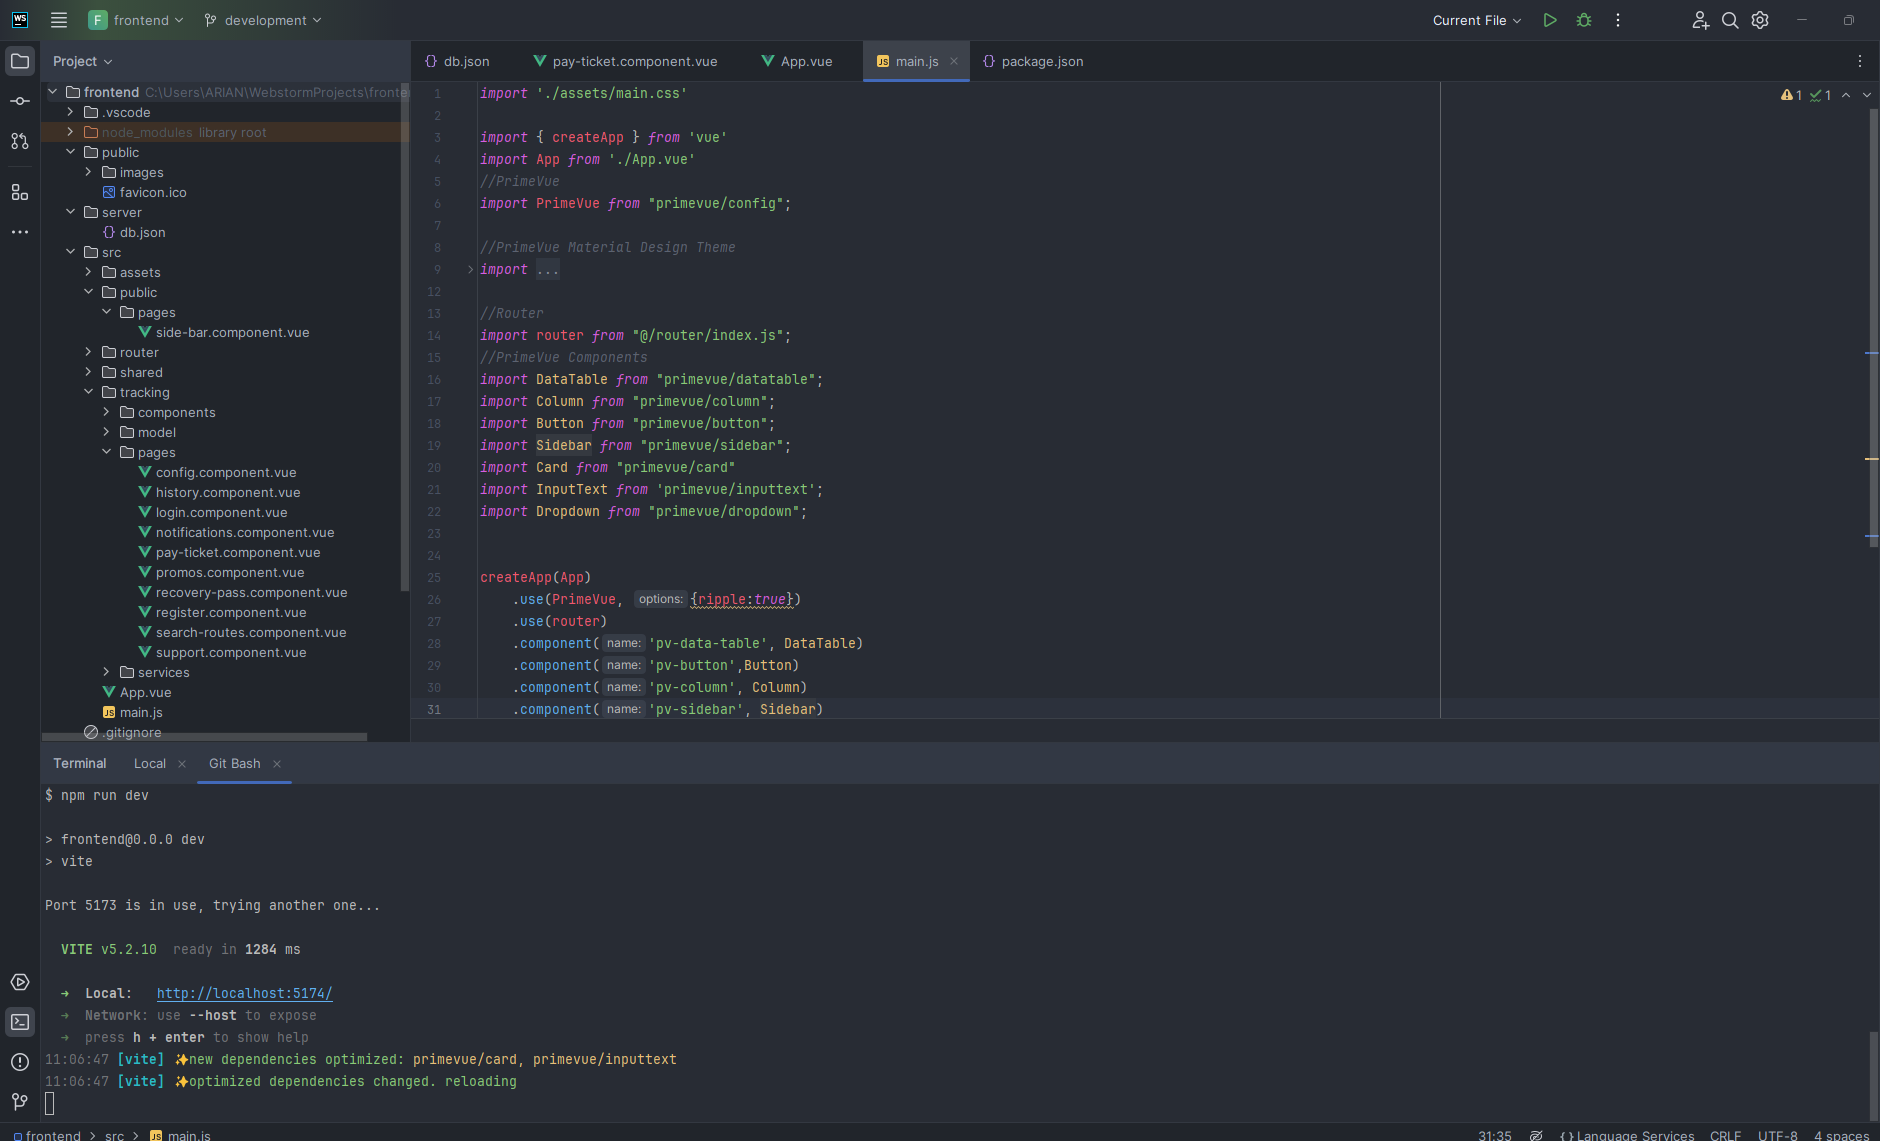 WS
F frontend
development
Current File
Project
db.json
pay-ticket.component.vue
App.vue
JS main.js
package.json
frontend C:\Users\ARIAN\WebstormProjects\fronte
.vscode
node_modules library root
public
images
favicon.ico
server
db.json
src
assets
public
pages
side-bar.component.vue
router
shared
tracking
components
model
pages
config.component.vue
history.component.vue
login.component.vue
notifications.component.vue
pay-ticket.component.vue
promos.component.vue
recovery-pass.component.vue
register.component.vue
search-routes.component.vue
support.component.vue
services
App.vue
JS main.js
.gitignore
1 import './assets/main.css'
2
3 import { createApp } from 'vue'
4 import App from './App.vue'
5 //PrimeVue
6 import PrimeVue from "primevue/config";
7
8 //PrimeVue Material Design Theme
9 import ...
12
13 //Router
14 import router from "@/router/index.js";
15 //PrimeVue Components
16 import DataTable from "primevue/datatable";
17 import Column from "primevue/column";
18 import Button from "primevue/button";
19 import Sidebar from "primevue/sidebar";
20 import Card from "primevue/card"
21 import InputText from 'primevue/inputtext';
22 import Dropdown from "primevue/dropdown";
23
24
25 createApp(App)
26 .use(PrimeVue, options: {ripple:true})
27 .use(router)
28 .component( name: 'pv-data-table', DataTable)
29 .component( name: 'pv-button',Button)
30 .component( name: 'pv-column', Column)
31 .component( name: 'pv-sidebar', Sidebar)
1 1
Terminal
Local
Git Bash
$ npm run dev
> frontend@0.0.0 dev
> vite
Port 5173 is in use, trying another one...
VITE v5.2.10 ready in 1284 ms
➜ Local: http://localhost:5174/
➜ Network: use --host to expose
➜ press h + enter to show help
11:06:47 [vite] ✨new dependencies optimized: primevue/card, primevue/inputtext
11:06:47 [vite] ✨optimized dependencies changed. reloading
frontend > src > JS main.js
31:35
{} Language Services
CRLF
UTF-8
4 spaces